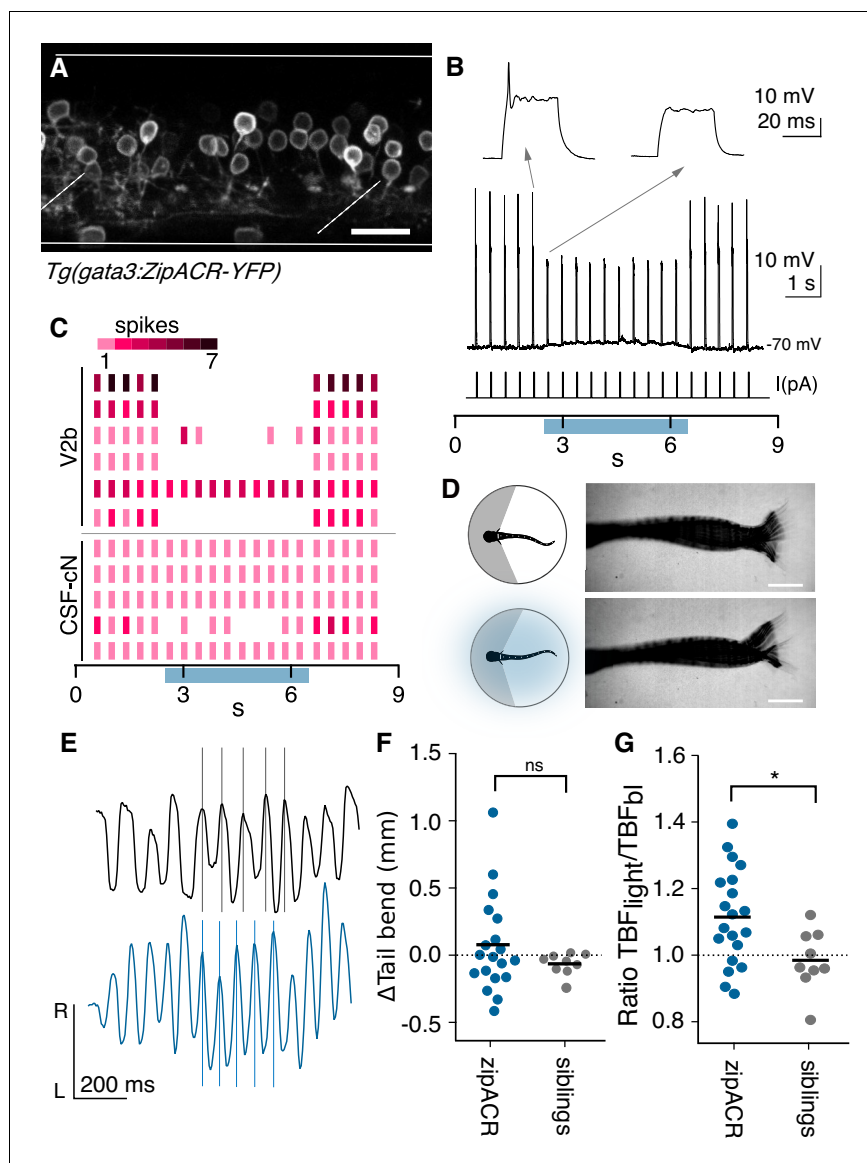 A
Tg(gata3:ZipACR-YFP)
B
10 mV
20 ms
10 mV
1 s
-70 mV
I(pA)
0 3 6 9
s
C
spikes
1 7
V2b
CSF-cN
0 3 6 9
s
D
E
R
L
200 ms
F
ΔTail bend (mm)
1.5
1.0
0.5
0.0
-0.5
ns
zipACR
siblings
G
Ratio TBFlight/TBFbl
1.6
1.4
1.2
1.0
0.8
*
zipACR
siblings